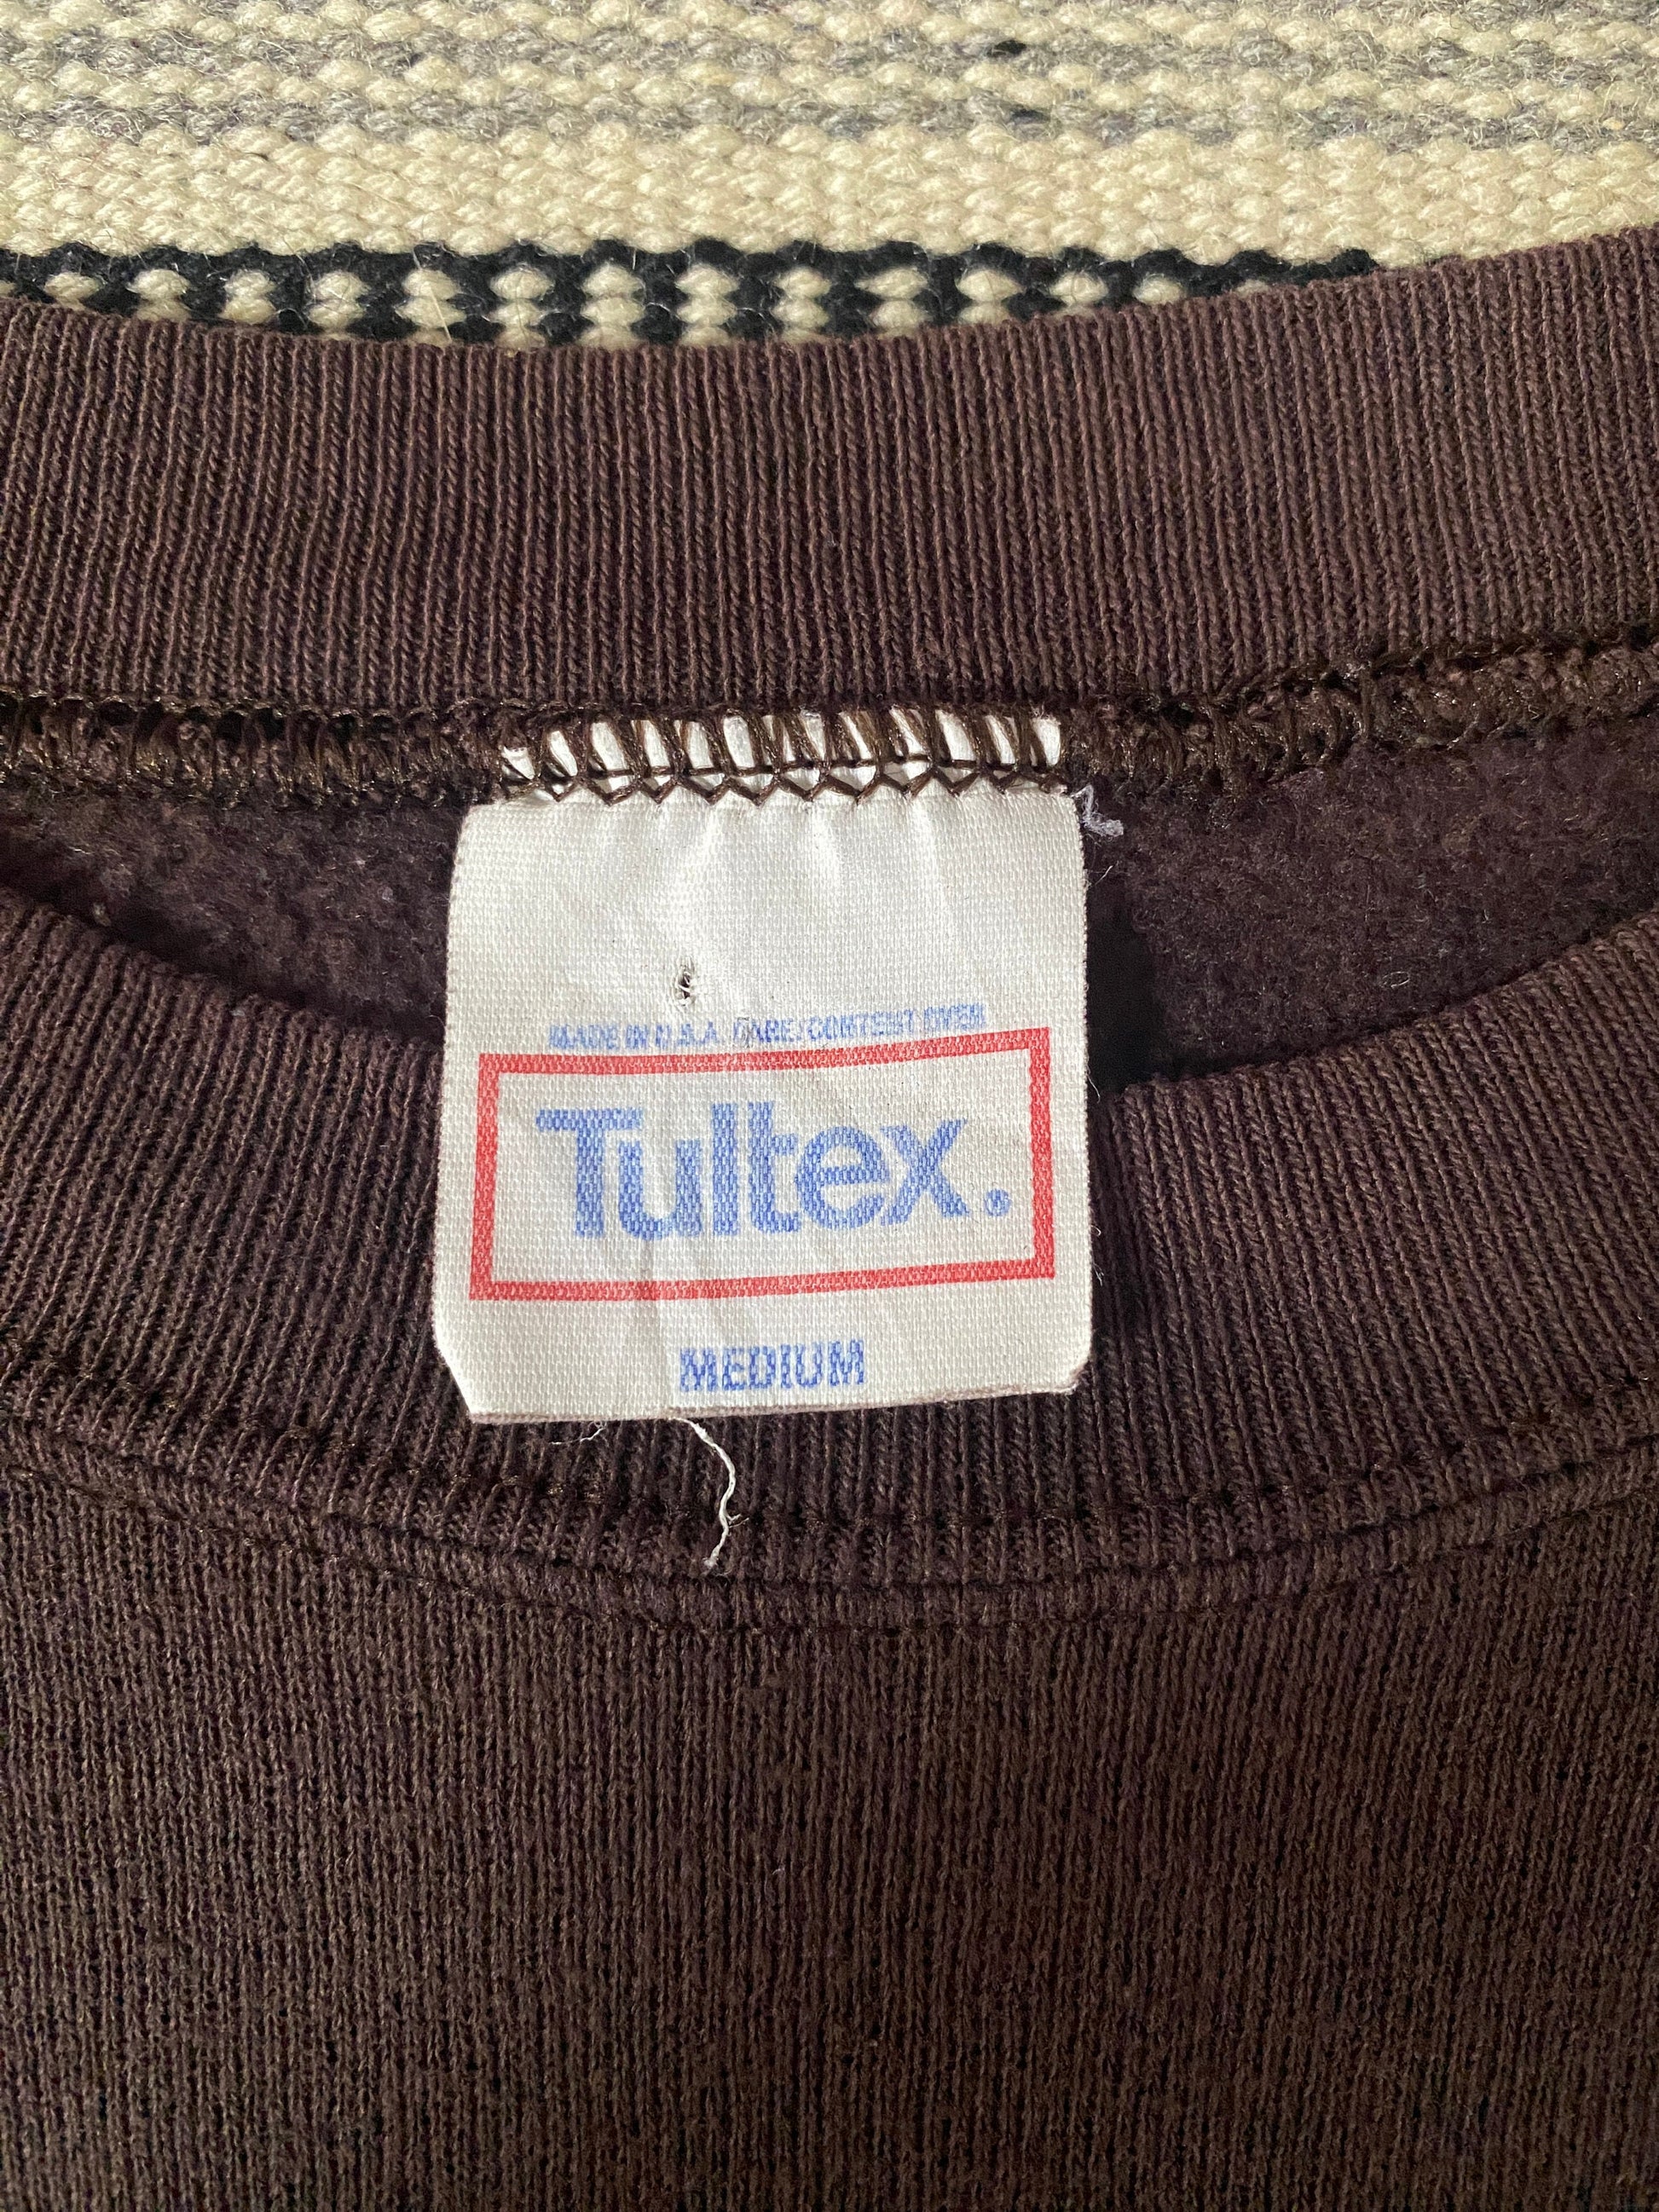 MADE IN U.S.A. CARE/CONTENT OVER
Tultex®
MEDIUM